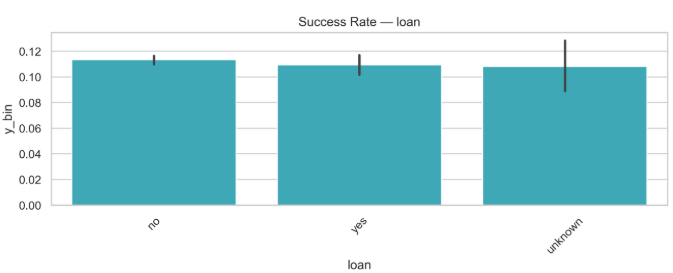 Success Rate — loan
y_bin
0.12
0.10
0.08
0.06
0.04
0.02
0.00
no
yes
unknown
loan